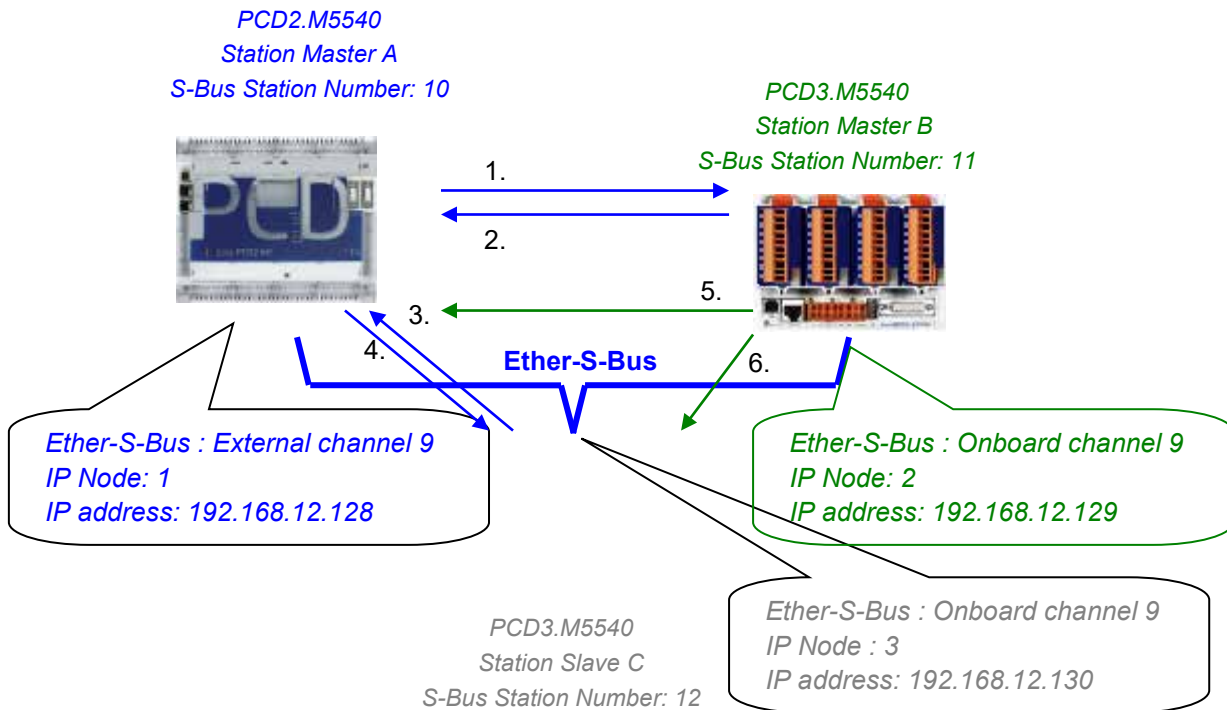 PCD2.M5540
Station Master A
S-Bus Station Number: 10
PCD3.M5540
Station Master B
S-Bus Station Number: 11
PCD
1.
2.
3.
4.
5.
6.
Ether-S-Bus
Ether-S-Bus : External channel 9
IP Node: 1
IP address: 192.168.12.128
Ether-S-Bus : Onboard channel 9
IP Node: 2
IP address: 192.168.12.129
Ether-S-Bus : Onboard channel 9
IP Node : 3
IP address: 192.168.12.130
PCD3.M5540
Station Slave C
S-Bus Station Number: 12